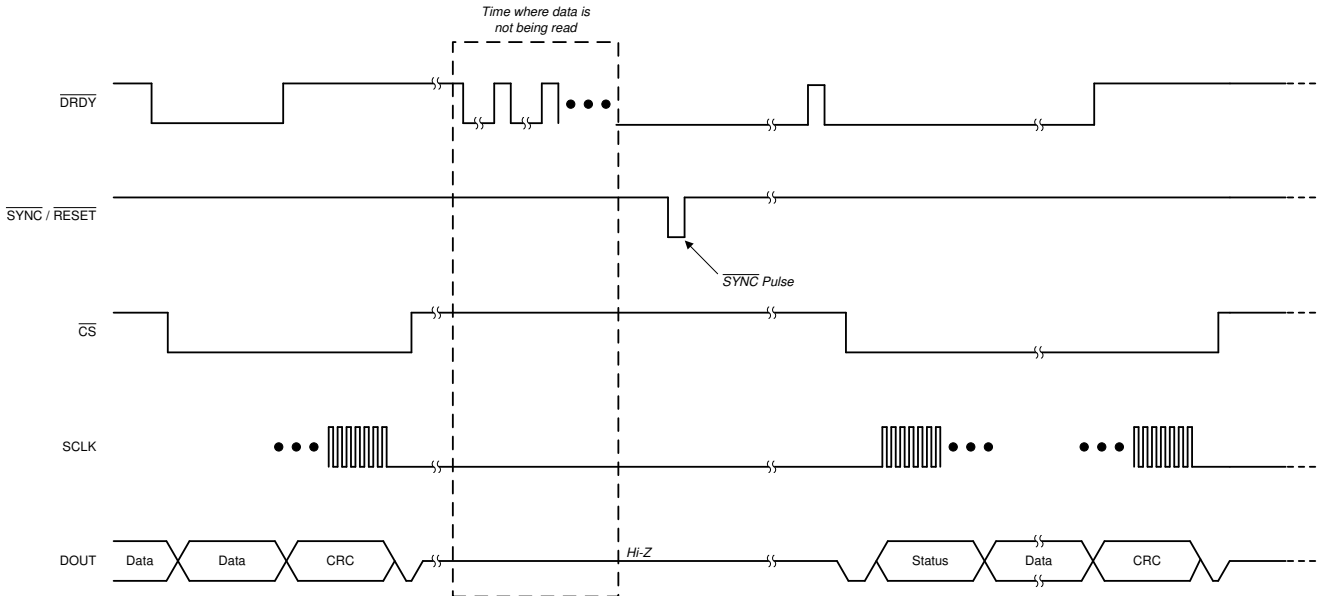 Time where data is
not being read
DRDY
SYNC / RESET
SYNC Pulse
CS
SCLK
DOUT
Data
Data
CRC
Hi-Z
Status
Data
CRC